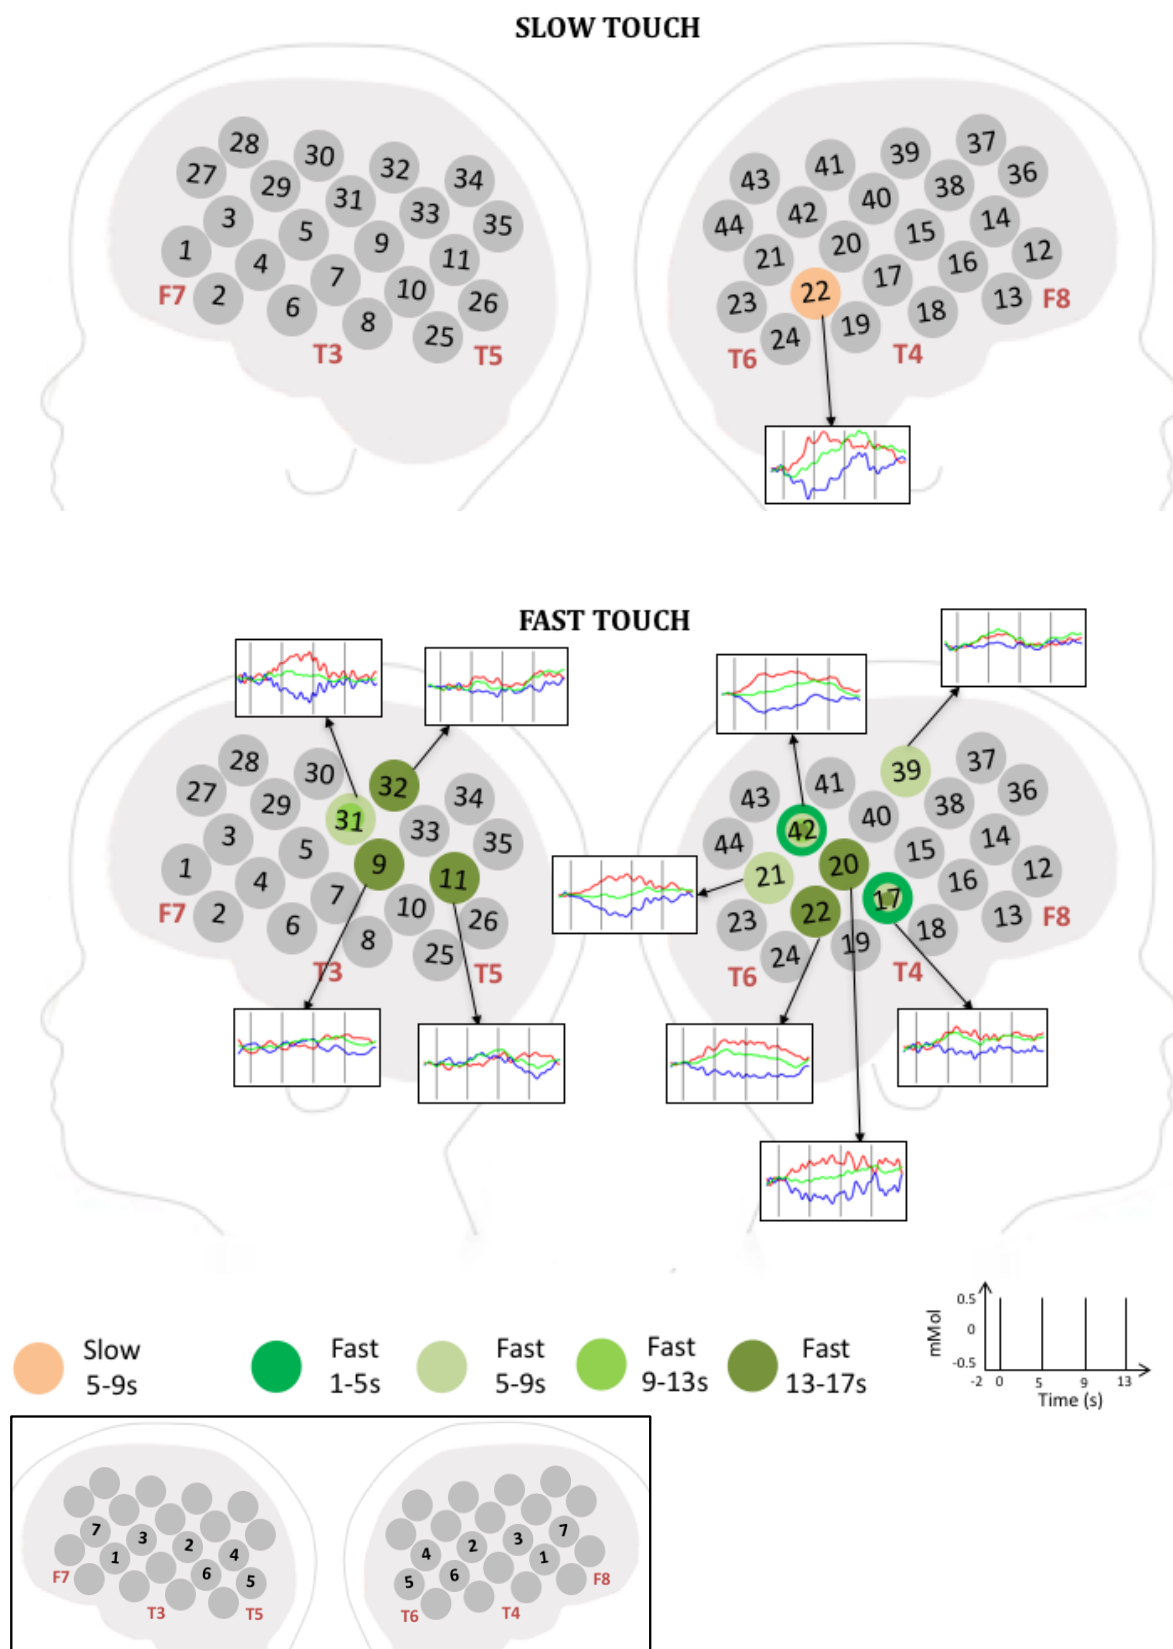 SLOW TOUCH
28 30 32 34
27 29 31 33 35
3 5 9 11
1 4 7 10 26
F7 2 6 8 25
T3 T5
43 41 39 37
44 42 40 38 36
21 20 15 14
23 22 17 16 12
24 19 18 13 F8
T6 T4
FAST TOUCH
28 30 32 34
27 29 31 33 35
3 5 9 11
1 4 7 10 26
F7 2 6 8 25
T3 T5
43 41 39 37
44 42 40 38 36
21 20 15 14
23 22 17 16 12
24 19 18 13 F8
T6 T4
Slow
5-9s
Fast
1-5s
Fast
5-9s
Fast
9-13s
Fast
13-17s
mMol
0.5
0
-0.5
-2 0 5 9 13
Time (s)
7 3 2 4
1 6 5
F7
T3 T5
4 2 3 7
5 6 1
F8
T6 T4